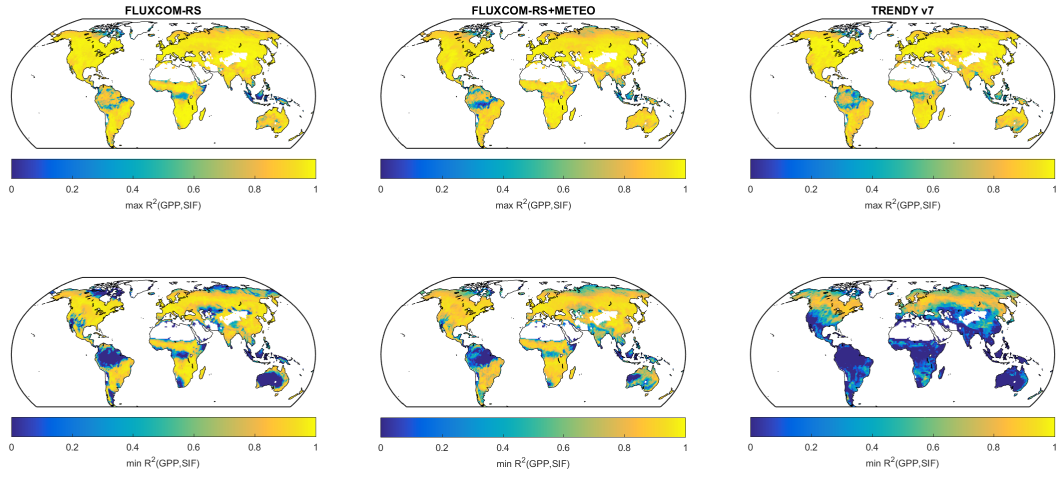 FLUXCOM-RS FLUXCOM-RS+METEO TRENDY v7
0 0.2 0.4 0.6 0.8 1 0 0.2 0.4 0.6 0.8 1 0 0.2 0.4 0.6 0.8 1
max R²(GPP,SIF) max R²(GPP,SIF) max R²(GPP,SIF)
0 0.2 0.4 0.6 0.8 1 0 0.2 0.4 0.6 0.8 1 0 0.2 0.4 0.6 0.8 1
min R²(GPP,SIF) min R²(GPP,SIF) min R²(GPP,SIF)